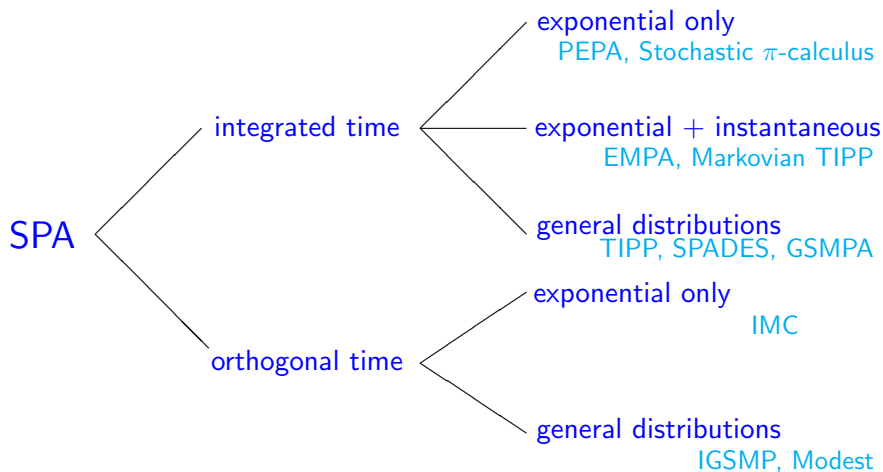 SPA
integrated time
exponential only
PEPA, Stochastic π-calculus
exponential + instantaneous
EMPA, Markovian TIPP
general distributions
TIPP, SPADES, GSMPA
orthogonal time
exponential only
IMC
general distributions
IGSMP, Modest